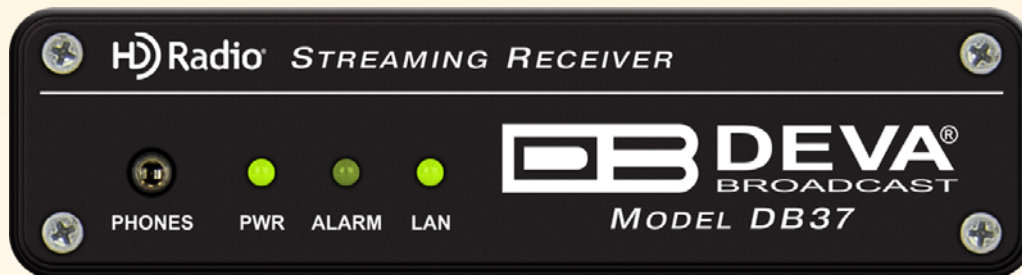 HD Radio® STREAMING RECEIVER
DB DEVA®
BROADCAST
MODEL DB37
PHONES PWR ALARM LAN